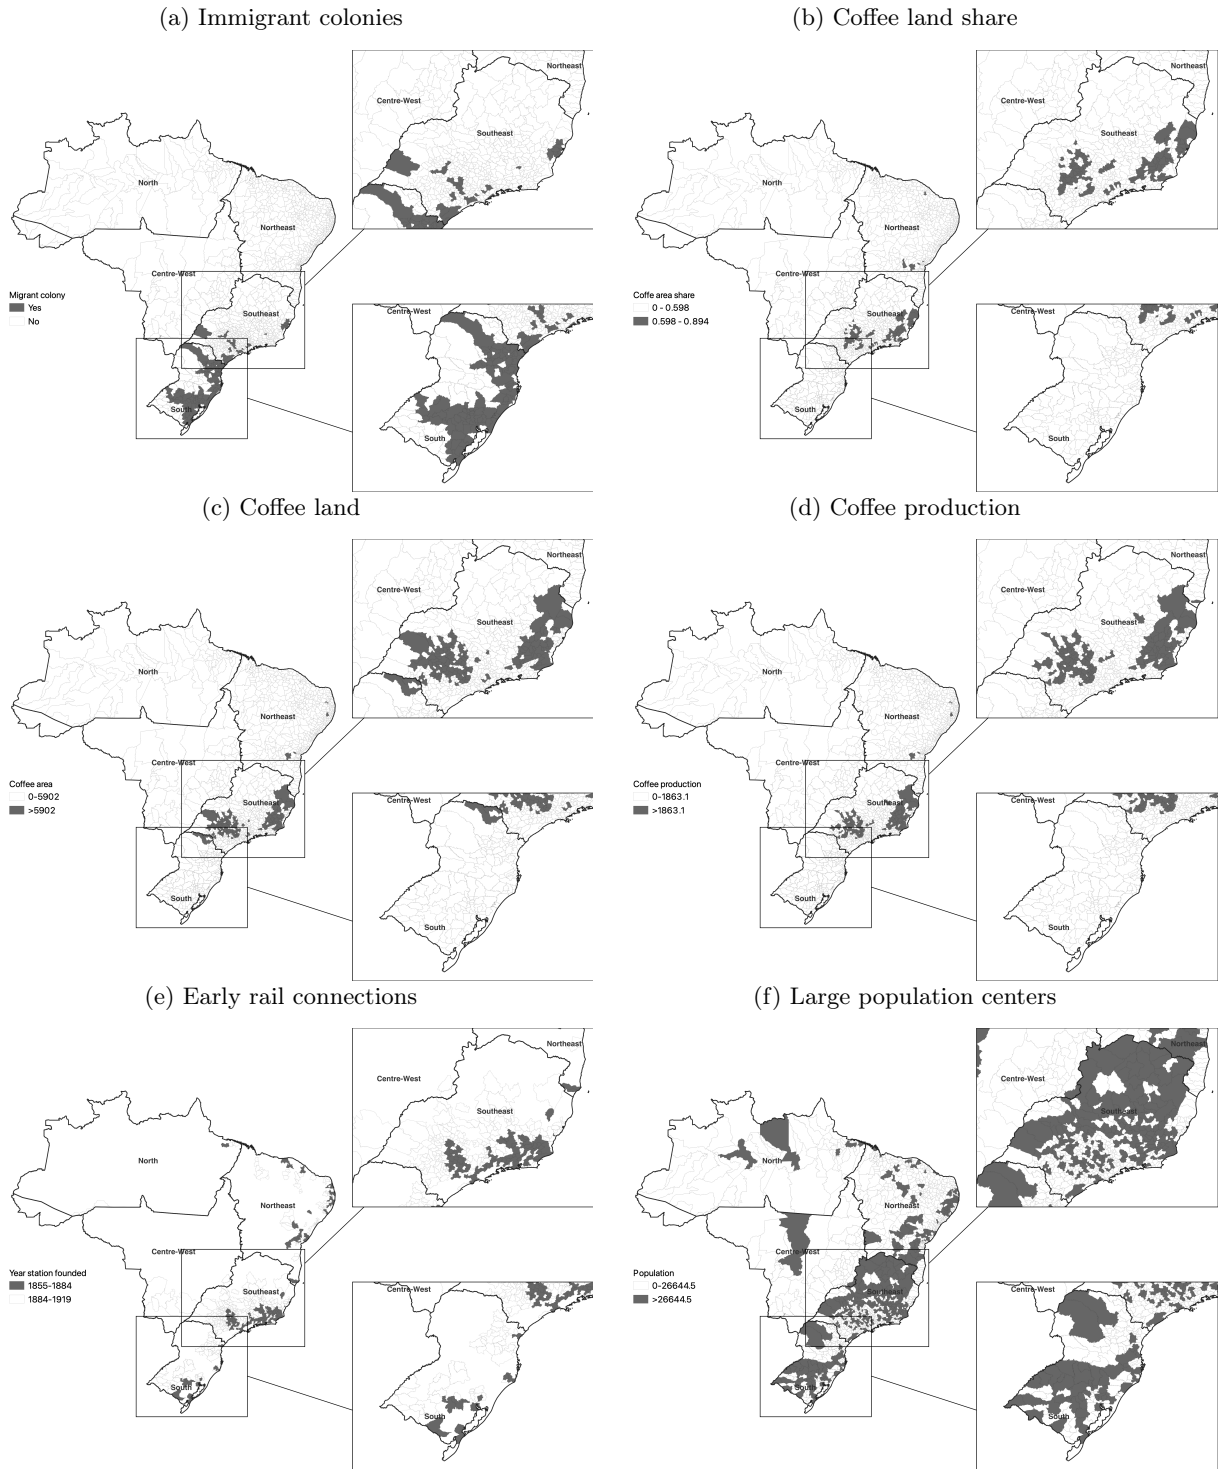 (a) Immigrant colonies
Northeast
Centre-West
Southeast
North
Northeast
Centre-West
Migrant colony
Yes
No
Southeast
Centre-West
South
South
(b) Coffee land share
Northeast
Centre-West
Southeast
North
Northeast
Centre-West
Coffe area share
0 - 0.598
0.598 - 0.894
Southeast
Centre-West
South
South
(c) Coffee land
Northeast
Centre-West
Southeast
North
Northeast
Centre-West
Coffee area
0-5902
>5902
Southeast
Centre-West
South
South
(d) Coffee production
Northeast
Centre-West
Southeast
North
Northeast
Centre-West
Coffee production
0-1863.1
>1863.1
Southeast
Centre-West
South
South
(e) Early rail connections
Northeast
Centre-West
Southeast
North
Northeast
Centre-West
Year station founded
1855-1884
1884-1919
Southeast
Centre-West
South
South
(f) Large population centers
Northeast
Centre-West
Southeast
North
Northeast
Centre-West
Population
0-26644.5
>26644.5
Southeast
Centre-West
South
South